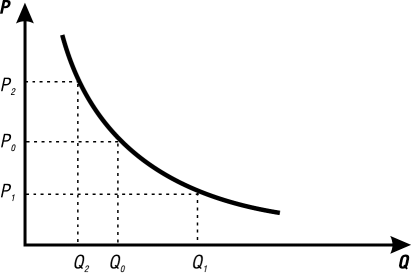 P
P₂
P₀
P₁
Q₂ Q₀ Q₁ Q